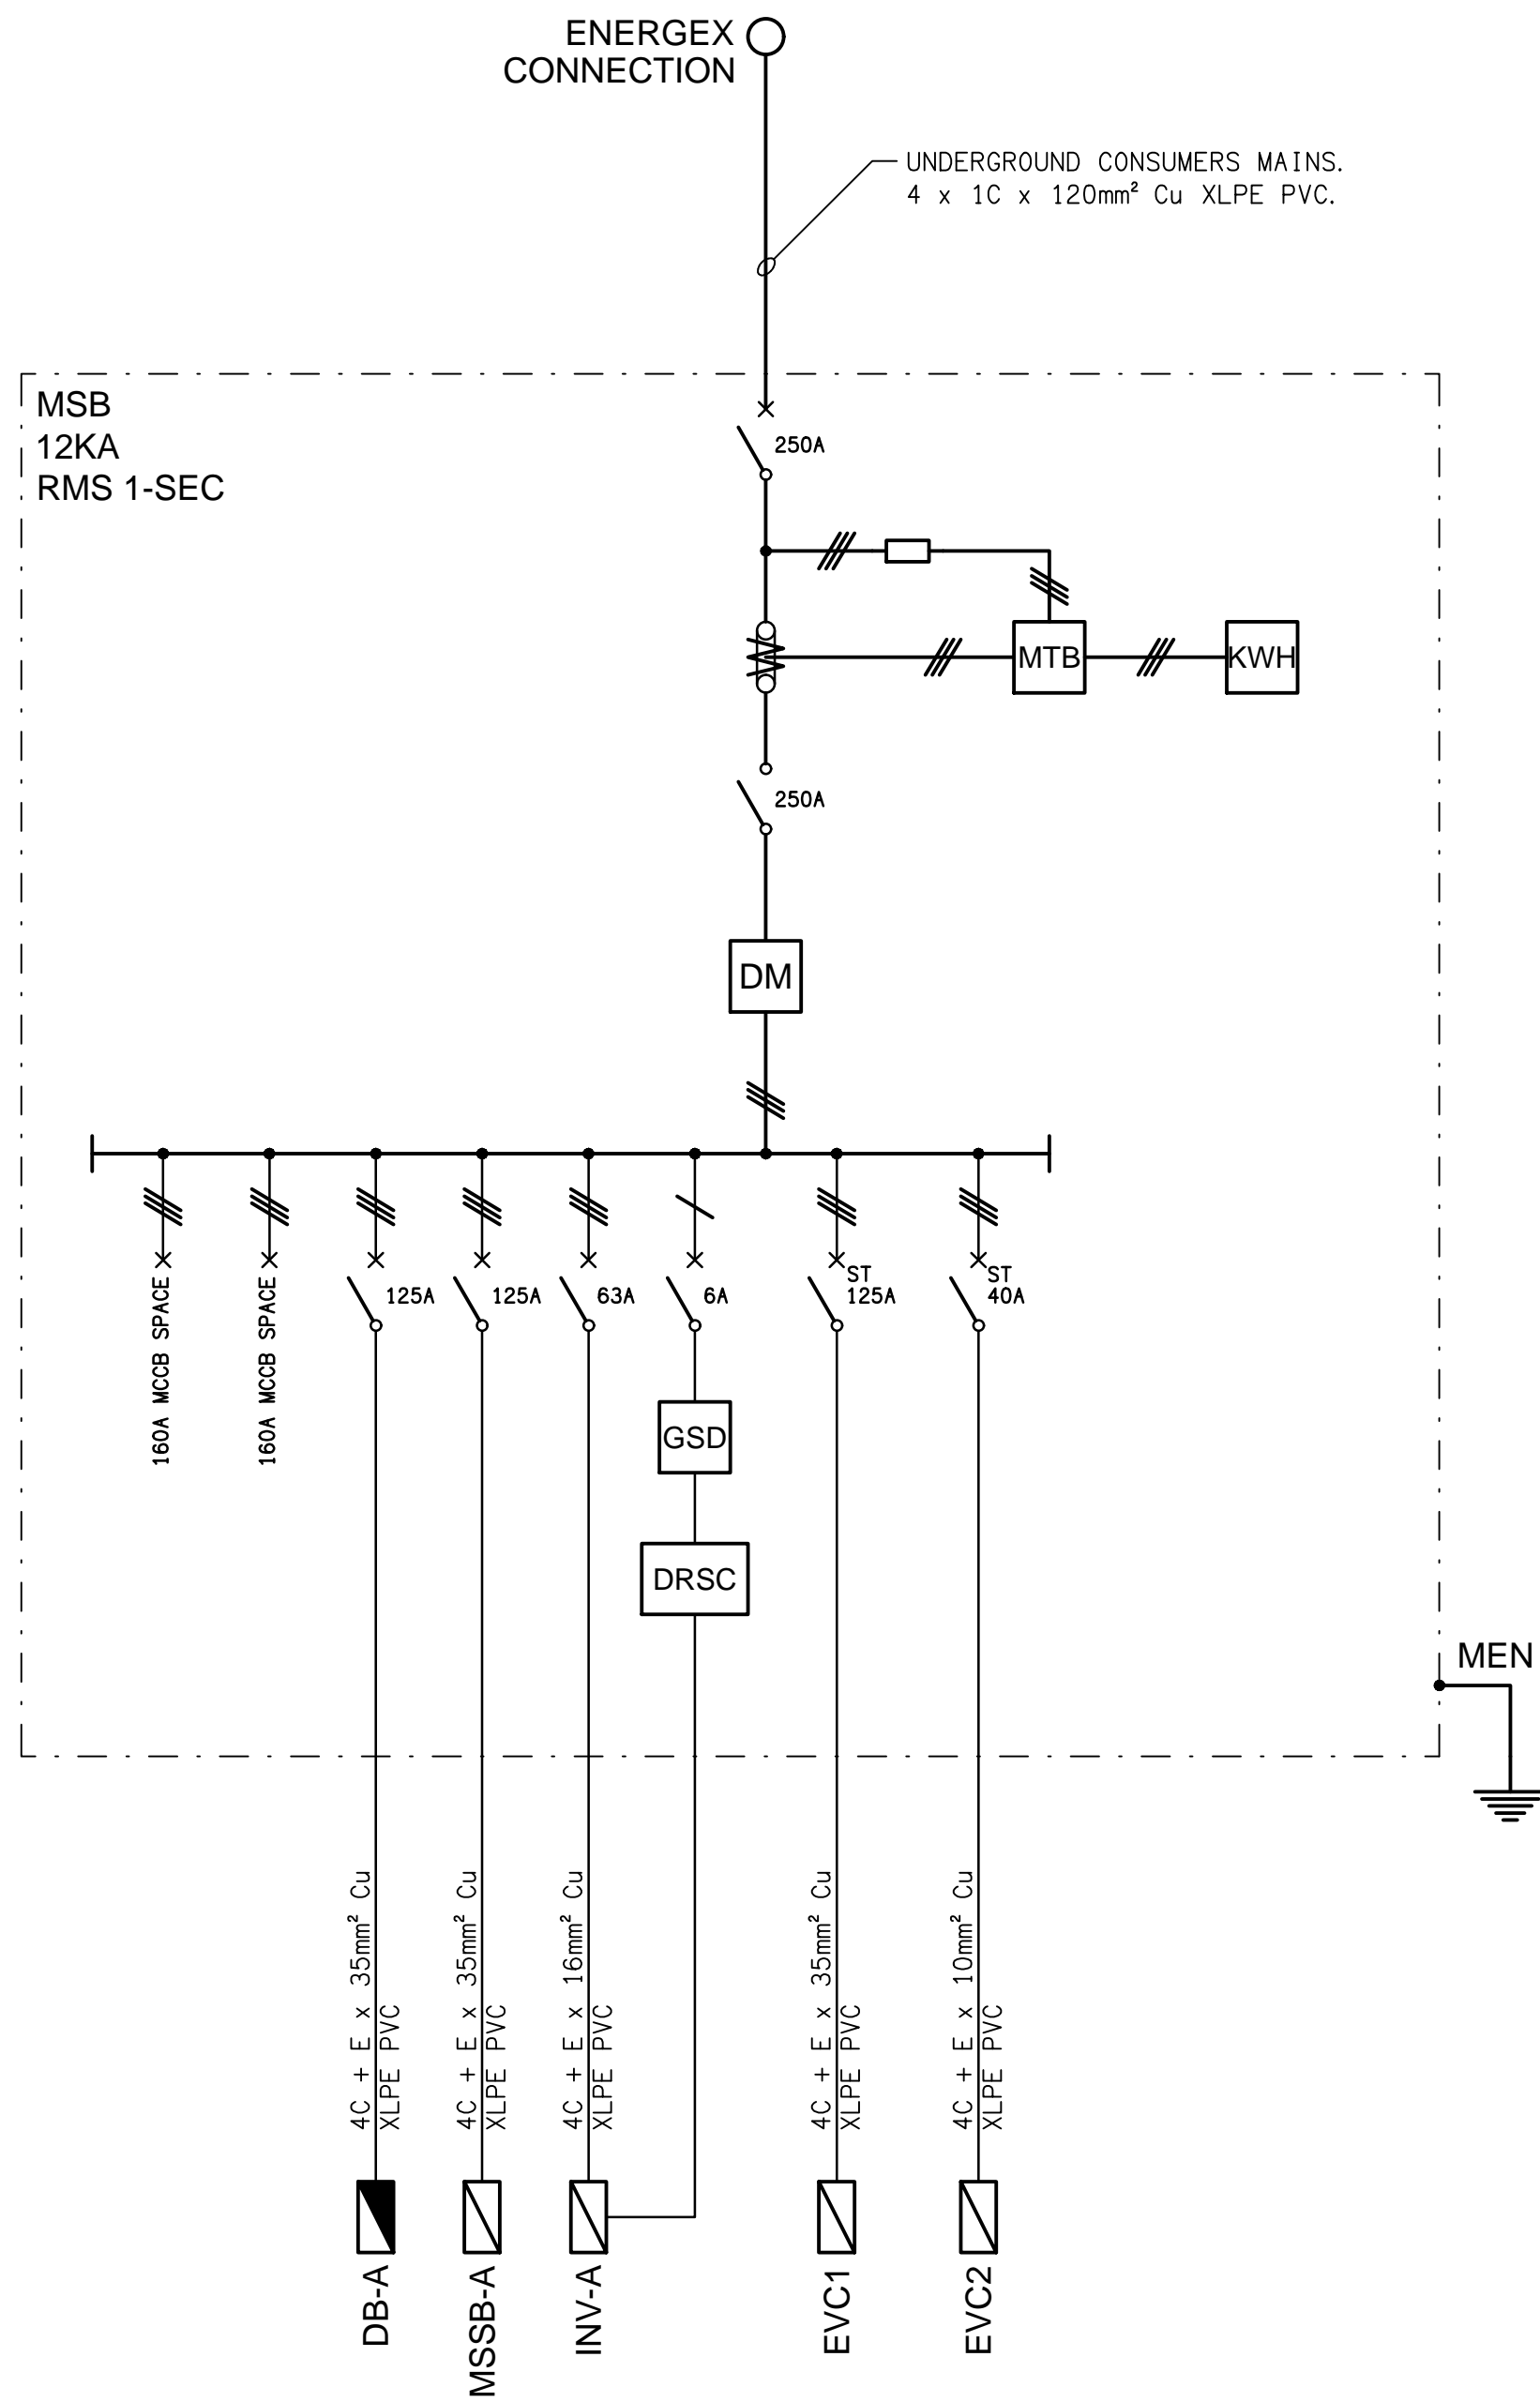 ENERGEX
CONNECTION
UNDERGROUND CONSUMERS MAINS.
4 x 1C x 120mm² Cu XLPE PVC.
MSB
12KA
RMS 1-SEC
250A
MTB
KWH
250A
DM
160A MCCB SPACE
160A MCCB SPACE
125A
125A
63A
6A
ST
125A
ST
40A
GSD
DRSC
MEN
4C + E x 35mm² Cu
XLPE PVC
4C + E x 35mm² Cu
XLPE PVC
4C + E x 16mm² Cu
XLPE PVC
4C + E x 35mm² Cu
XLPE PVC
4C + E x 10mm² Cu
XLPE PVC
DB-A
MSSB-A
INV-A
EVC1
EVC2